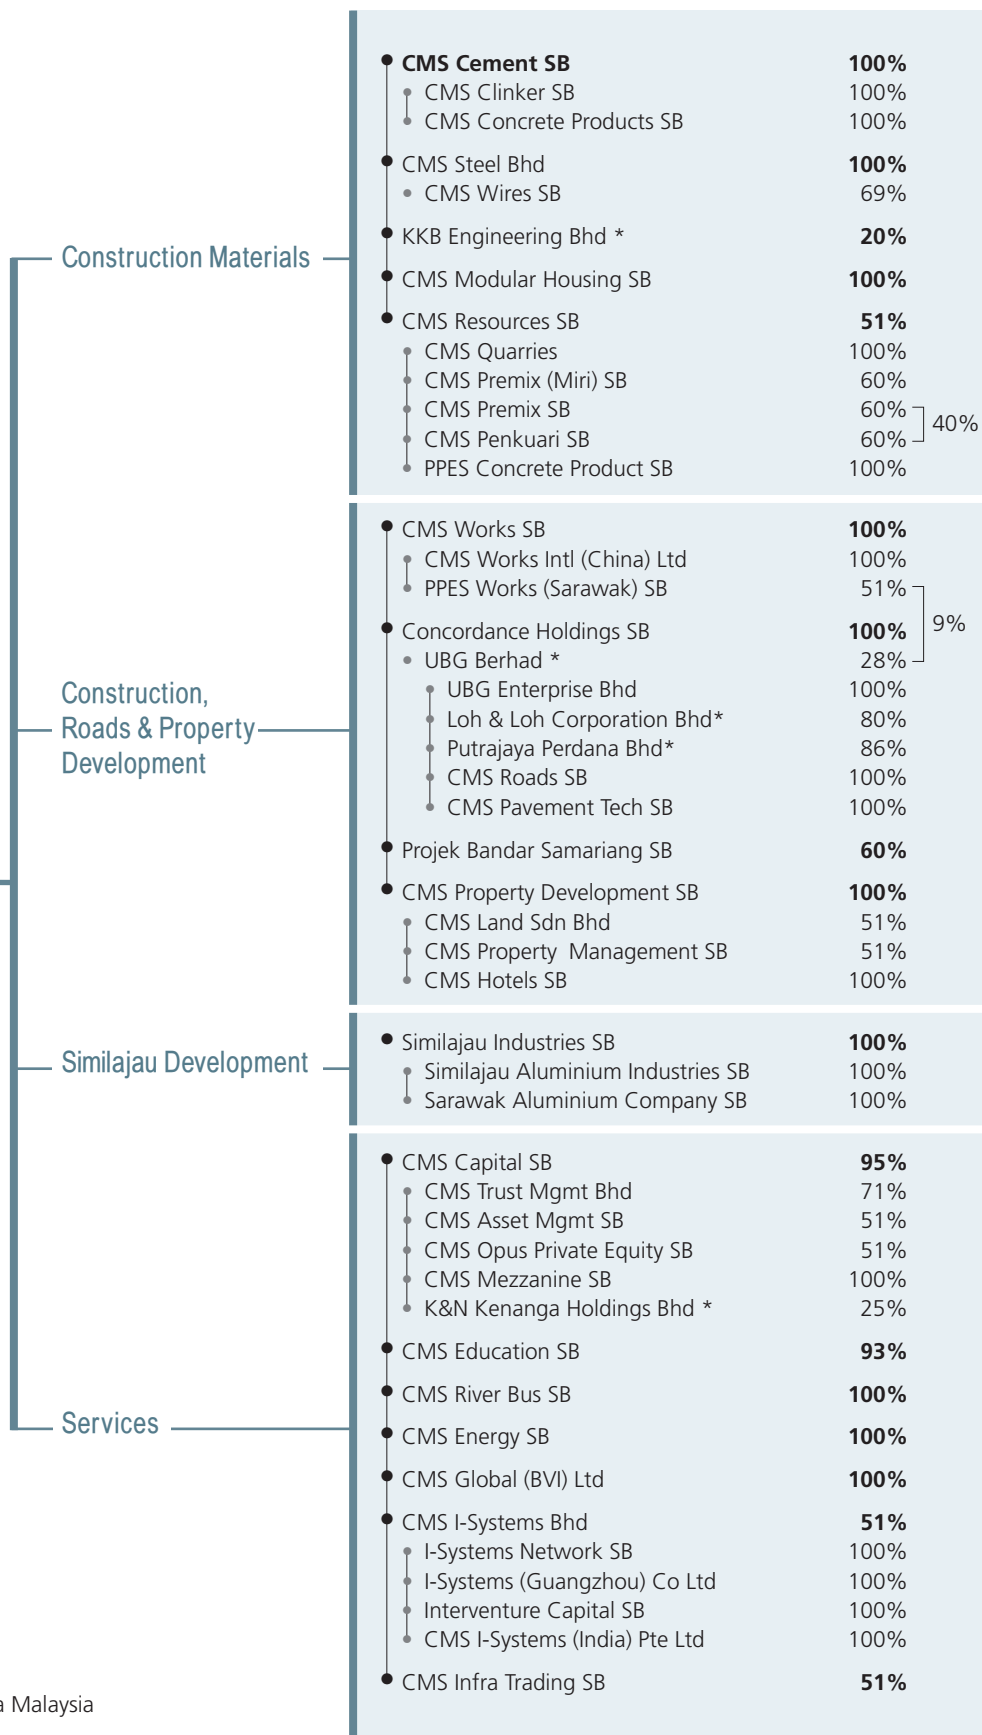 CMS Cement SB 100%
CMS Clinker SB 100%
CMS Concrete Products SB 100%
CMS Steel Bhd 100%
CMS Wires SB 69%
KKB Engineering Bhd * 20%
Construction Materials
CMS Modular Housing SB 100%
CMS Resources SB 51%
CMS Quarries 100%
CMS Premix (Miri) SB 60%
CMS Premix SB 60%
40%
CMS Penkuari SB 60%
PPES Concrete Product SB 100%
CMS Works SB 100%
CMS Works Intl (China) Ltd 100%
PPES Works (Sarawak) SB 51%
9%
Concordance Holdings SB 100%
UBG Berhad * 28%
UBG Enterprise Bhd 100%
Loh & Loh Corporation Bhd* 80%
Putrajaya Perdana Bhd* 86%
CMS Roads SB 100%
CMS Pavement Tech SB 100%
Construction,
Roads & Property
Development
Projek Bandar Samariang SB 60%
CMS Property Development SB 100%
CMS Land Sdn Bhd 51%
CMS Property Management SB 51%
CMS Hotels SB 100%
Similajau Development
Similajau Industries SB 100%
Similajau Aluminium Industries SB 100%
Sarawak Aluminium Company SB 100%
CMS Capital SB 95%
CMS Trust Mgmt Bhd 71%
CMS Asset Mgmt SB 51%
CMS Opus Private Equity SB 51%
CMS Mezzanine SB 100%
K&N Kenanga Holdings Bhd * 25%
CMS Education SB 93%
CMS River Bus SB 100%
Services
CMS Energy SB 100%
CMS Global (BVI) Ltd 100%
CMS I-Systems Bhd 51%
I-Systems Network SB 100%
I-Systems (Guangzhou) Co Ltd 100%
Interventure Capital SB 100%
CMS I-Systems (India) Pte Ltd 100%
CMS Infra Trading SB 51%
a Malaysia